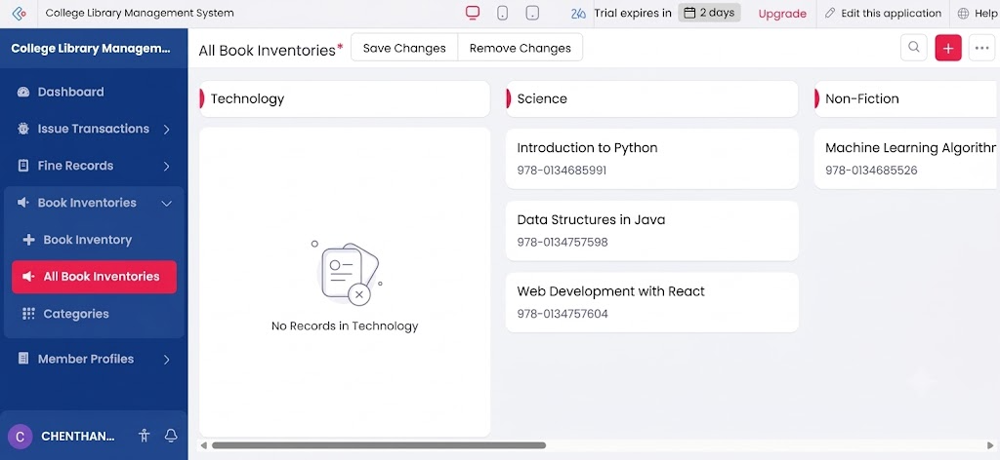 College Library Management System
Trial expires in
2 days
Upgrade
Edit this application
Help
College Library Managem...
Dashboard
Issue Transactions
Fine Records
Book Inventories
Book Inventory
All Book Inventories
Categories
Member Profiles
C
CHENTHAN...
All Book Inventories*
Save Changes
Remove Changes
Technology
No Records in Technology
Science
Introduction to Python
978-0134685991
Data Structures in Java
978-0134757598
Web Development with React
978-0134757604
Non-Fiction
Machine Learning Algorithm
978-0134685526